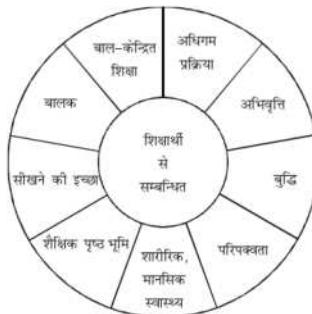 बाल-केन्द्रित
शिक्षा
अधिगम
प्रक्रिया
अभिवृत्ति
बुद्धि
परिपक्वता
शारीरिक,
मानसिक
स्वास्थ्य
शैक्षिक पृष्ठ भूमि
सीखने की इच्छा
बालक
शिक्षार्थी
से
सम्बन्धित